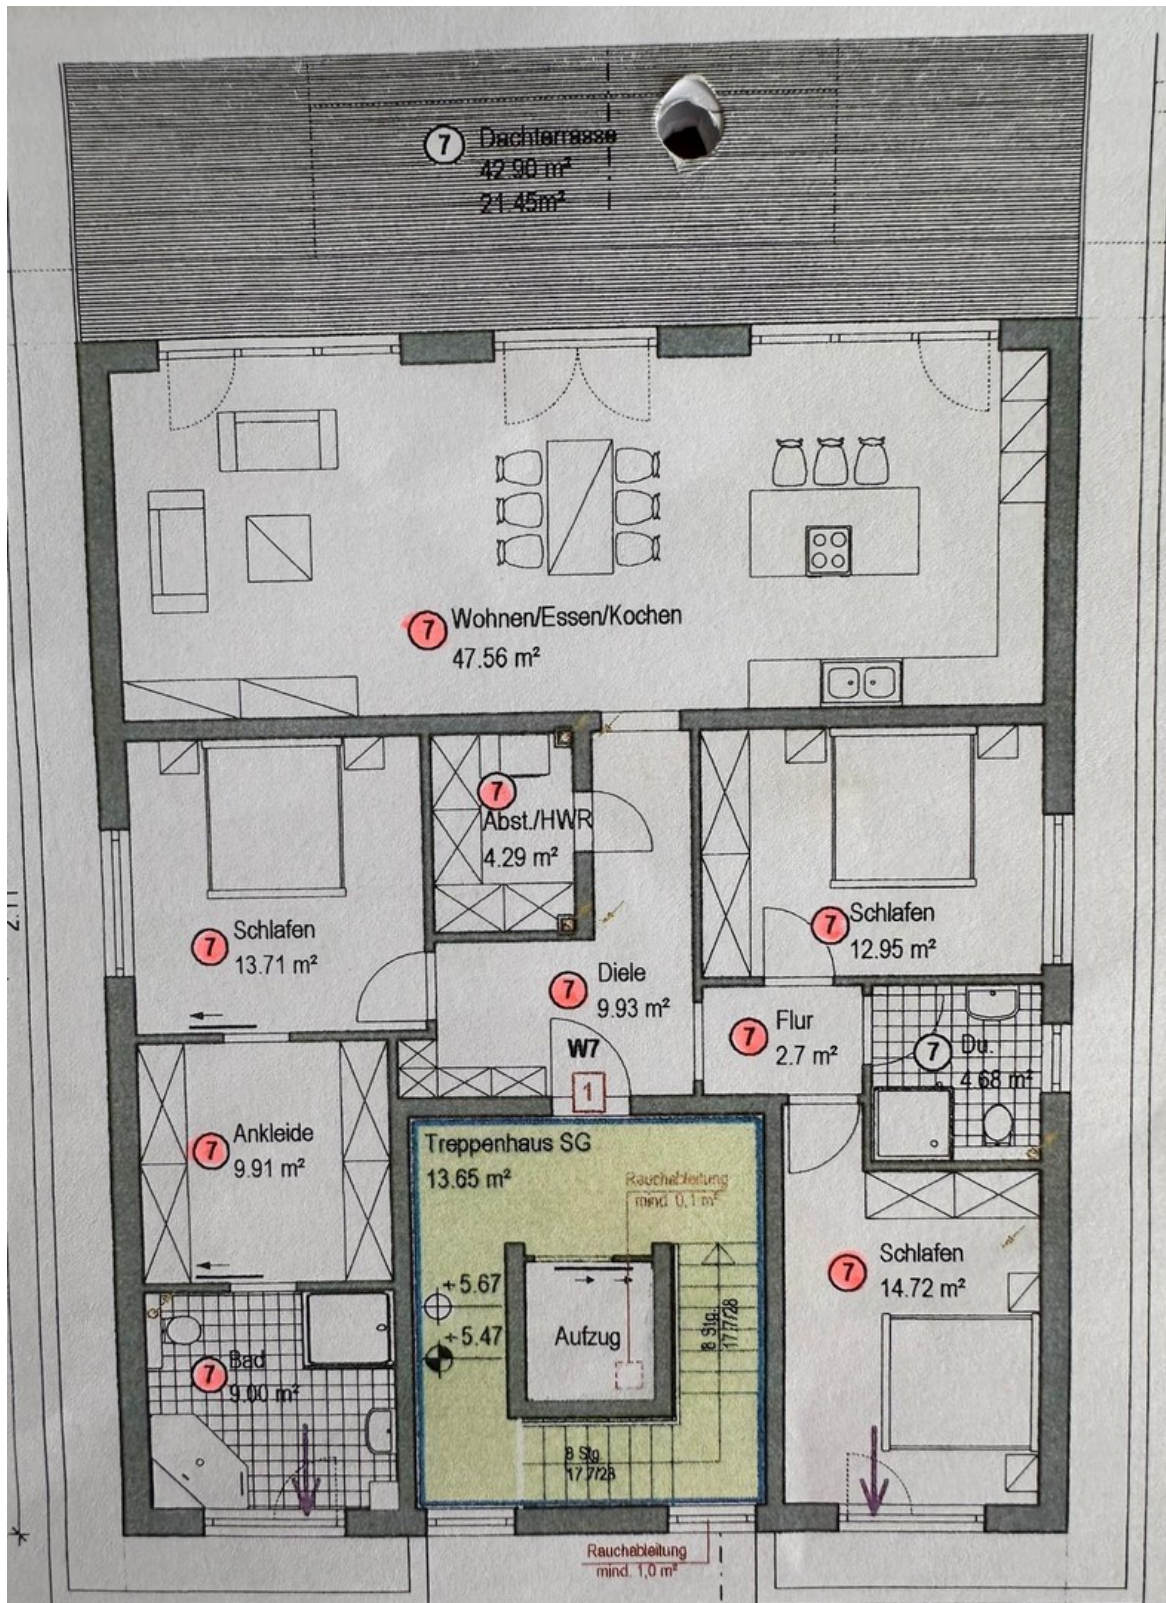 7 Dachterrasse
42.90 m²
21.45m²
7 Wohnen/Essen/Kochen
47.56 m²
7
Abst./HWR
4.29 m²
7 Schlafen
13.71 m²
7 Schlafen
12.95 m²
7 Diele
9.93 m²
7 Flur
2.7 m²
7 Du.
4.68 m²
W7
1
7 Ankleide
9.91 m²
Treppenhaus SG
13.65 m²
Rauchableitung
mind. 0,1 m²
7 Schlafen
14.72 m²
+5.67
+5.47
Aufzug
8 Stg.
17.7/28
7 Bad
9.00 m²
8 Stg
17.7/28
Rauchableitung
mind. 1,0 m²